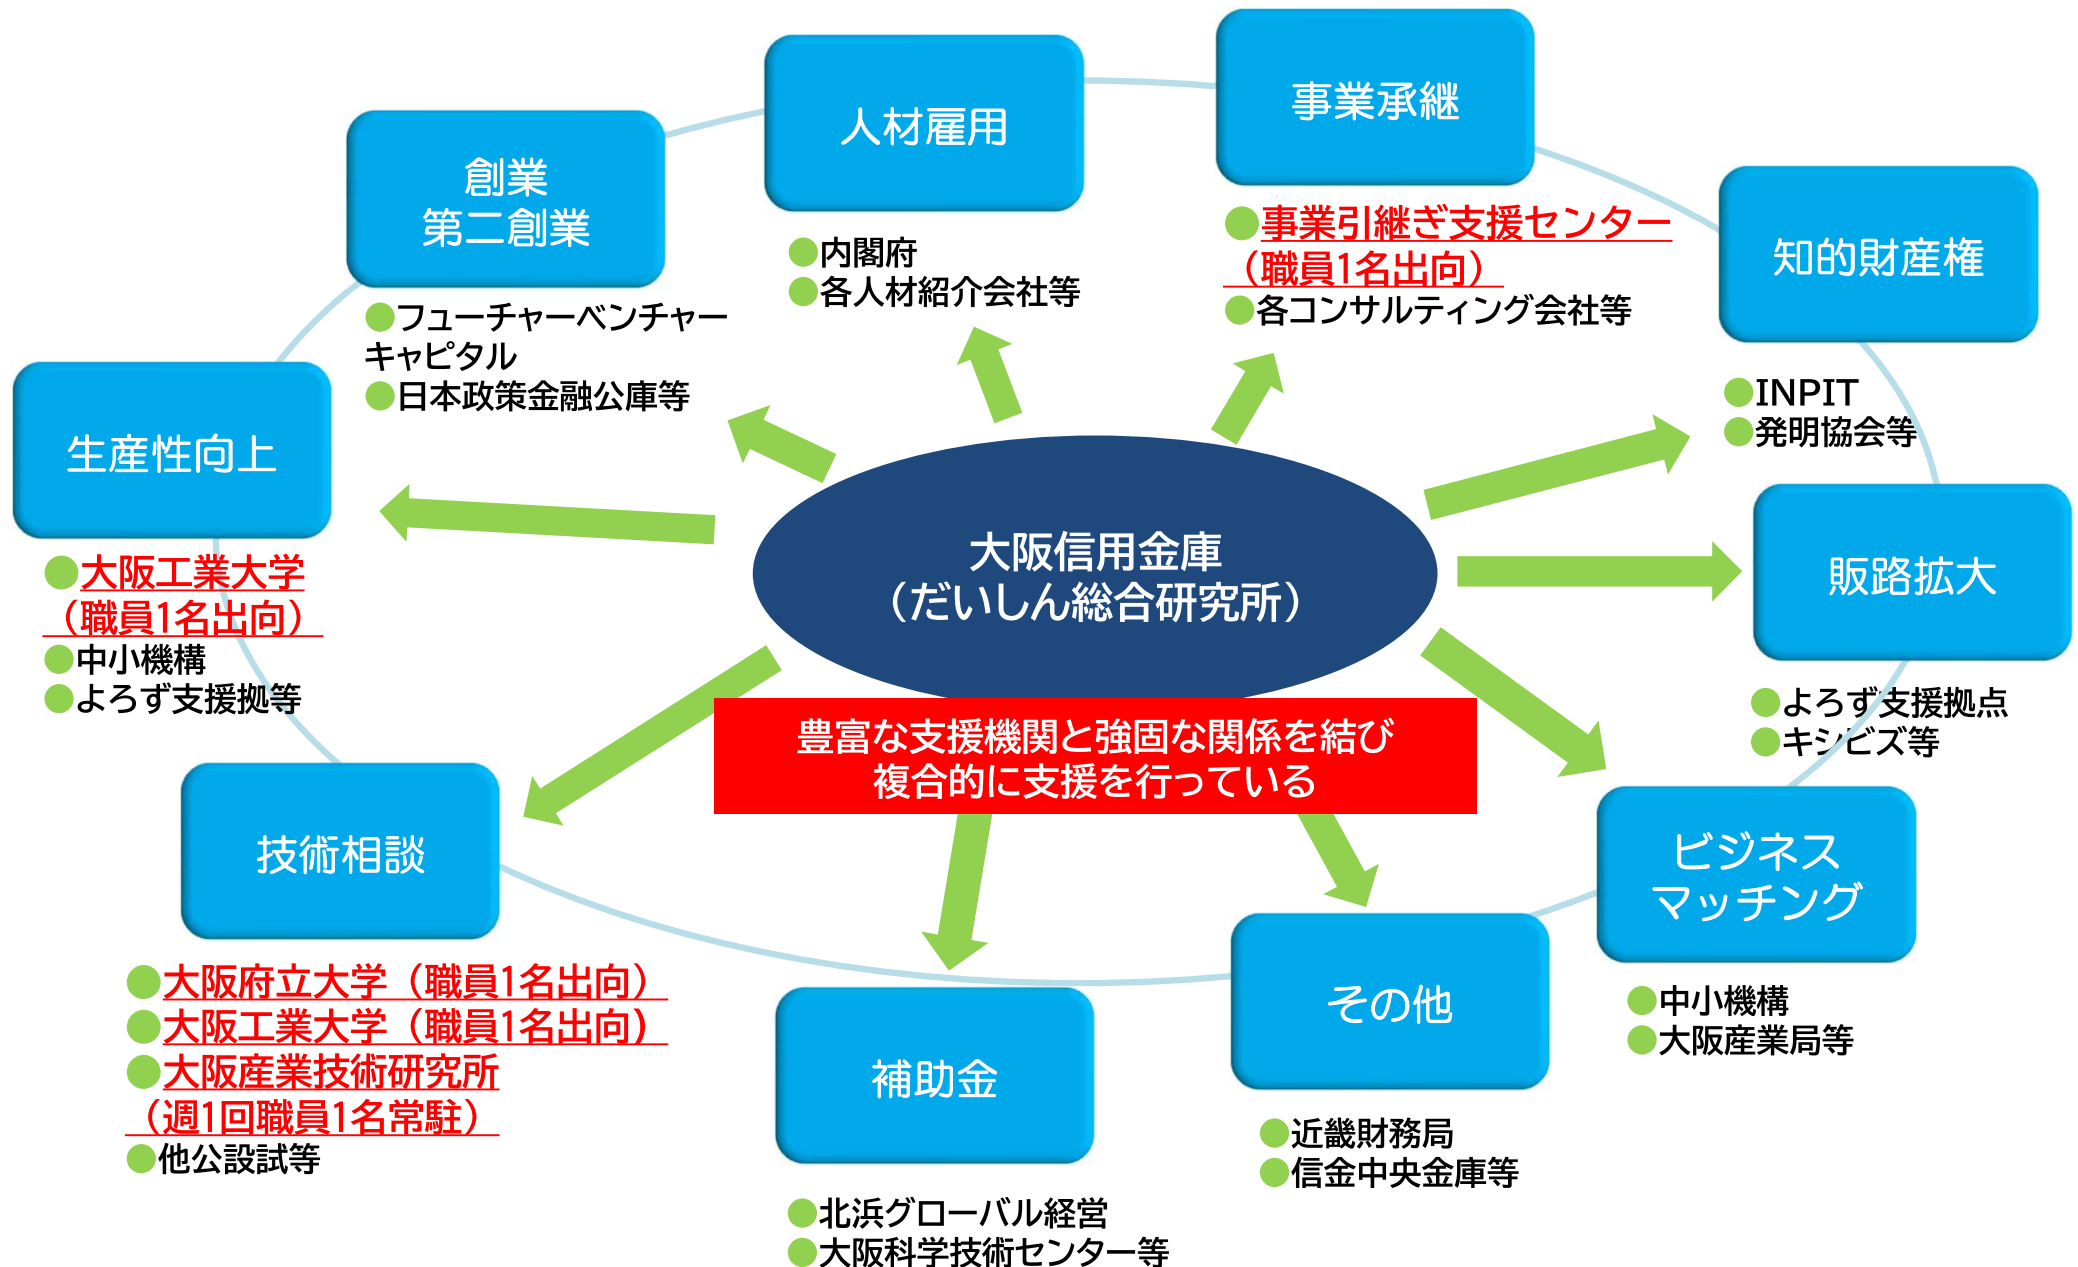 事業承継
●事業引継ぎ支援センター
（職員1名出向）
●各コンサルティング会社等
人材雇用
●内閣府
●各人材紹介会社等
創業
第二創業
●フューチャーベンチャー
キャピタル
●日本政策金融公庫等
知的財産権
●INPIT
●発明協会等
生産性向上
●大阪工業大学
（職員1名出向）
●中小機構
●よろず支援拠等
大阪信用金庫
（だいしん総合研究所）
豊富な支援機関と強固な関係を結び
複合的に支援を行っている
販路拡大
●よろず支援拠点
●キシビズ等
技術相談
●大阪府立大学（職員1名出向）
●大阪工業大学（職員1名出向）
●大阪産業技術研究所
（週1回職員1名常駐）
●他公設試等
ビジネス
マッチング
●中小機構
●大阪産業局等
その他
●近畿財務局
●信金中央金庫等
補助金
●北浜グローバル経営
●大阪科学技術センター等